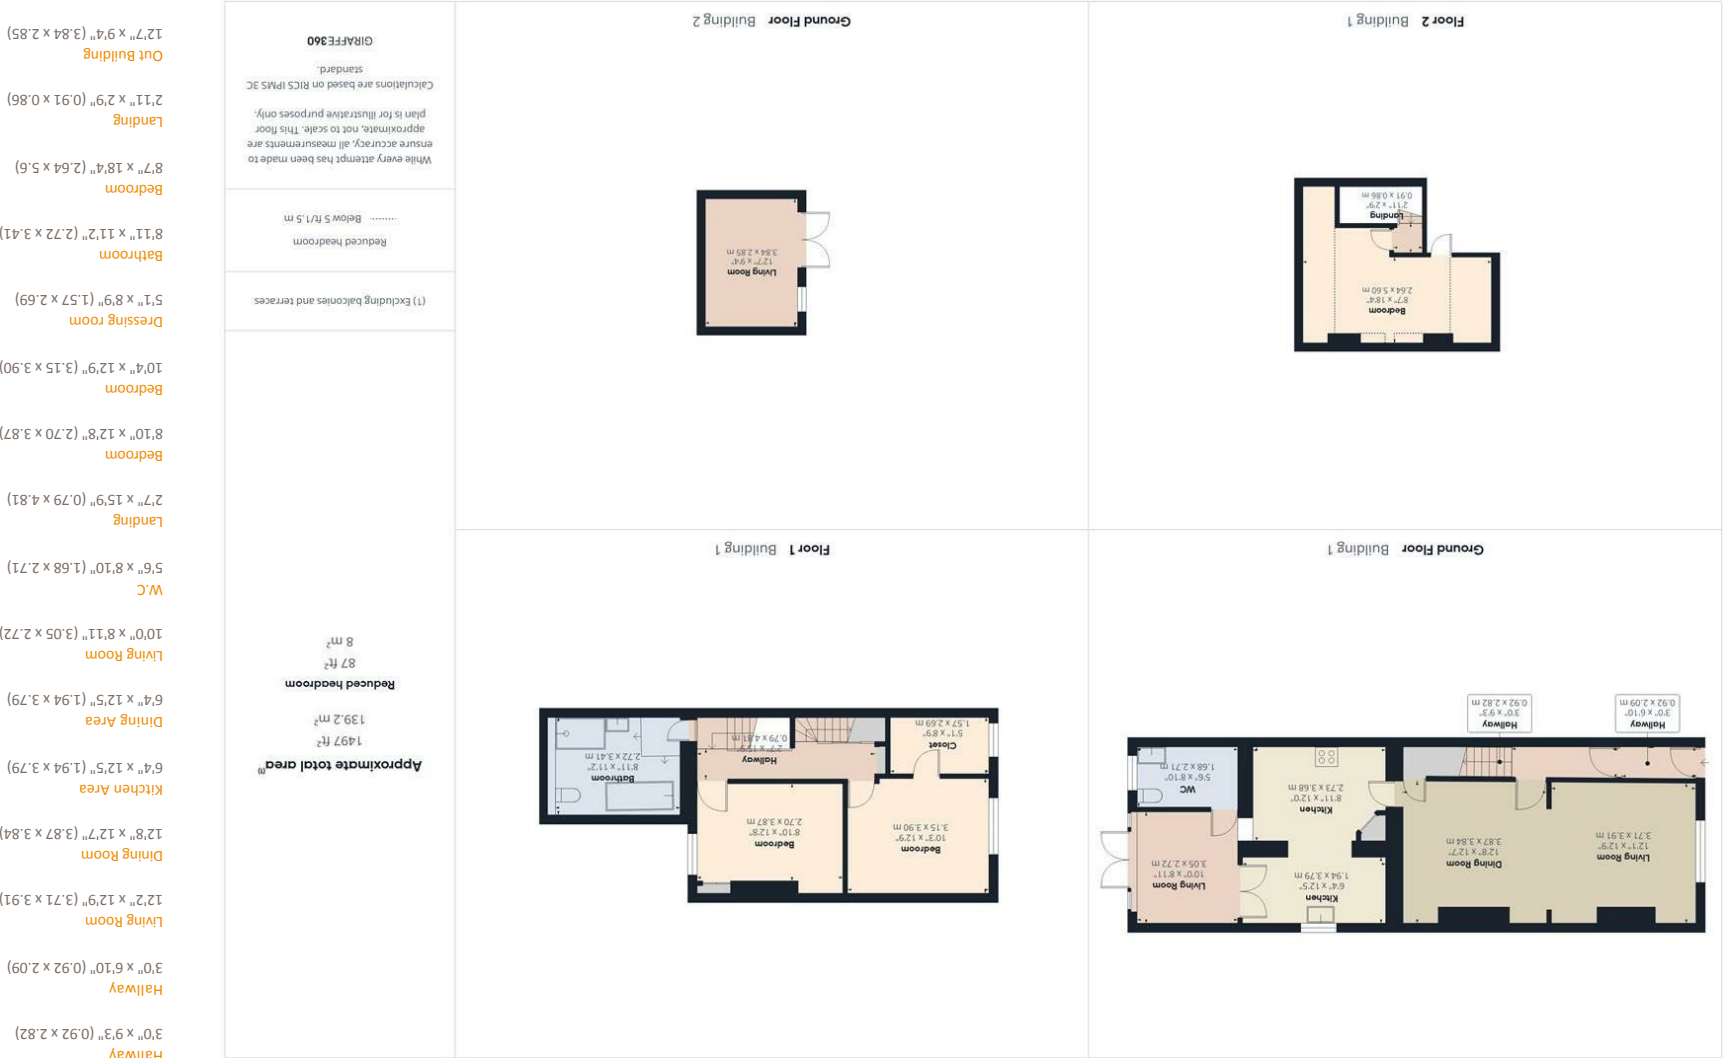 Living Room
12'1" x 12'9"
3.71 x 3.91 m
Dining Room
12'8" x 12'7"
3.87 x 3.84 m
Kitchen
6'4" x 12'5"
1.94 x 3.79 m
Living Room
10'0" x 8'11"
3.05 x 2.72 m
Kitchen
8'11" x 12'0"
2.73 x 3.68 m
WC
5'6" x 8'10"
1.68 x 2.71 m
Hallway
3'0" x 6'10"
0.92 x 2.09 m
Hallway
3'0" x 9'3"
0.92 x 2.82 m
Ground Floor Building 1
Bedroom
10'3" x 12'9"
3.15 x 3.90 m
Bedroom
8'10" x 12'8"
2.70 x 3.87 m
Bathroom
8'11" x 11'2"
2.72 x 3.41 m
Hallway
2'7" x 15'9"
0.79 x 4.81 m
Closet
5'1" x 8'9"
1.57 x 2.69 m
Floor 1 Building 1
Bedroom
8'7" x 18'4"
2.64 x 5.60 m
Landing
2'11" x 2'9"
0.91 x 0.86 m
Floor 2 Building 1
Living Room
12'7" x 9'4"
3.84 x 2.85 m
Ground Floor Building 2
Approximate total area⁽¹⁾
1497 ft²
139.2 m²
Reduced headroom
87 ft²
8 m²
(1) Excluding balconies and terraces
Reduced headroom
Below 5 ft/1.5 m
While every attempt has been made to
ensure accuracy, all measurements are
approximate, not to scale. This floor
plan is for illustrative purposes only.
Calculations are based on RICS IPMS 3C
standard.
GIRAFFE360
Hallway
3'0" x 9'3" (0.92 x 2.82)
Hallway
3'0" x 6'10" (0.92 x 2.09)
Living Room
12'2" x 12'9" (3.71 x 3.91)
Dining Room
12'8" x 12'7" (3.87 x 3.84)
Kitchen Area
6'4" x 12'5" (1.94 x 3.79)
Dining Area
6'4" x 12'5" (1.94 x 3.79)
Living Room
10'0" x 8'11" (3.05 x 2.72)
W.C
5'6" x 8'10" (1.68 x 2.71)
Landing
2'7" x 15'9" (0.79 x 4.81)
Bedroom
8'10" x 12'8" (2.70 x 3.87)
Bedroom
10'4" x 12'9" (3.15 x 3.90)
Dressing room
5'1" x 8'9" (1.57 x 2.69)
Bathroom
8'11" x 11'2" (2.72 x 3.41)
Bedroom
8'7" x 18'4" (2.64 x 5.6)
Landing
2'11" x 2'9" (0.91 x 0.86)
Out Building
12'7" x 9'4" (3.84 x 2.85)